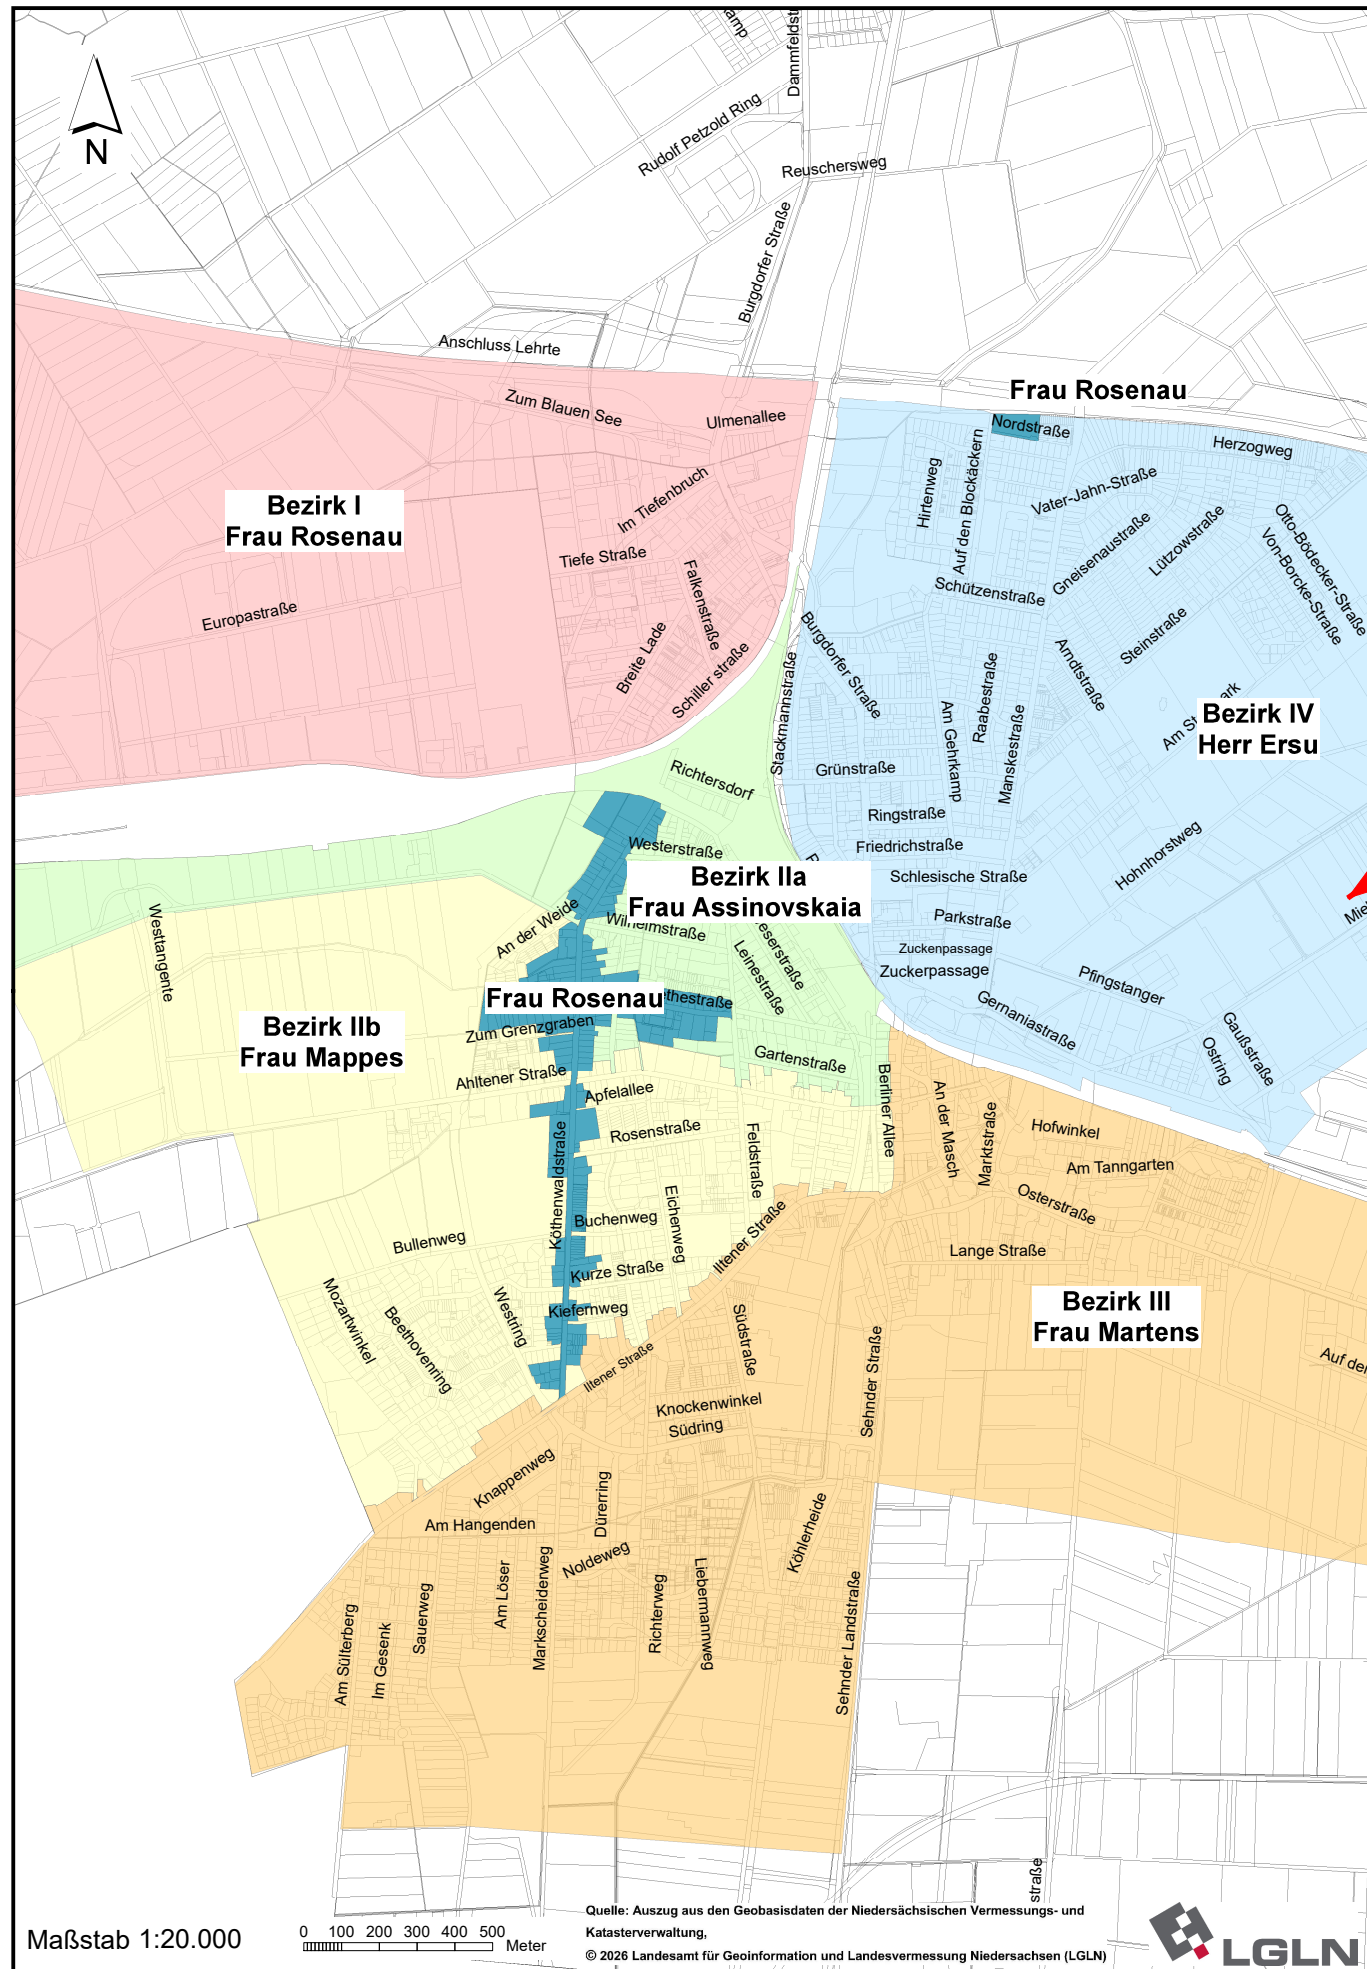 Dammfeldstr
Rudolf Petzold Ring
N
Reuschersweg
Burgdorfer Straße
Anschluss Lehrte
Frau Rosenau
Zum Blauen See
Ulmenallee
Nordstraße
Herzogweg
Bezirk I
Frau Rosenau
Im Tiefenbruch
Hirtenweg
Auf den Blockäckern
Vater-Jahn-Straße
Gneisenaustraße
Lützowstraße
Otto-Bödecker-Straße
Von-Borcke-Straße
Tiefe Straße
Falkenstraße
Schützenstraße
Europastraße
Breite Lade
Schiller straße
Stackmannstraße
Burgdorfer Straße
Steinstraße
Arndtstraße
Raabestraße
Am Gehrkamp
Manskestraße
Bezirk IV
Herr Ersu
Richtersdorf
Grünstraße
Ringstraße
Friedrichstraße
Westerstraße
Hohnhorstweg
Bezirk IIa
Frau Assinovskaia
Schlesische Straße
Parkstraße
An der Weide
Wilhelmstraße
Leinestraße
Zuckenpassage
Zuckerpassage
Westtangente
Pfingstanger
Frau Rosenau
ethestraße
Gernaniastraße
Gaußstraße
Ostring
Bezirk IIb
Frau Mappes
Zum Grenzgraben
Gartenstraße
Berliner Allee
Ahltener Straße
Apfelallee
Rosenstraße
Feldstraße
An der Masch
Marktstraße
Hofwinkel
Am Tanngarten
Osterstraße
Köthenwaldstraße
Eichenweg
Buchenweg
Bullenweg
Iltener Straße
Lange Straße
Kurze Straße
Mozartwinkel
Beethovenring
Westring
Kiefernweg
Südstraße
Bezirk III
Frau Martens
Iltener Straße
Sehnder Straße
Auf der
Knockenwinkel
Südring
Knappenweg
Am Hangenden
Dürerring
Köhlerheide
Noldeweg
Am Löser
Markscheiderweg
Richterweg
Liebermannweg
Sauerweg
Am Sülterberg
Im Gesenk
Sehnder Landstraße
straße
Maßstab 1:20.000
0 100 200 300 400 500
Meter
Quelle: Auszug aus den Geobasisdaten der Niedersächsischen Vermessungs- und
Katasterverwaltung,
© 2026 Landesamt für Geoinformation und Landesvermessung Niedersachsen (LGLN)
LGLN